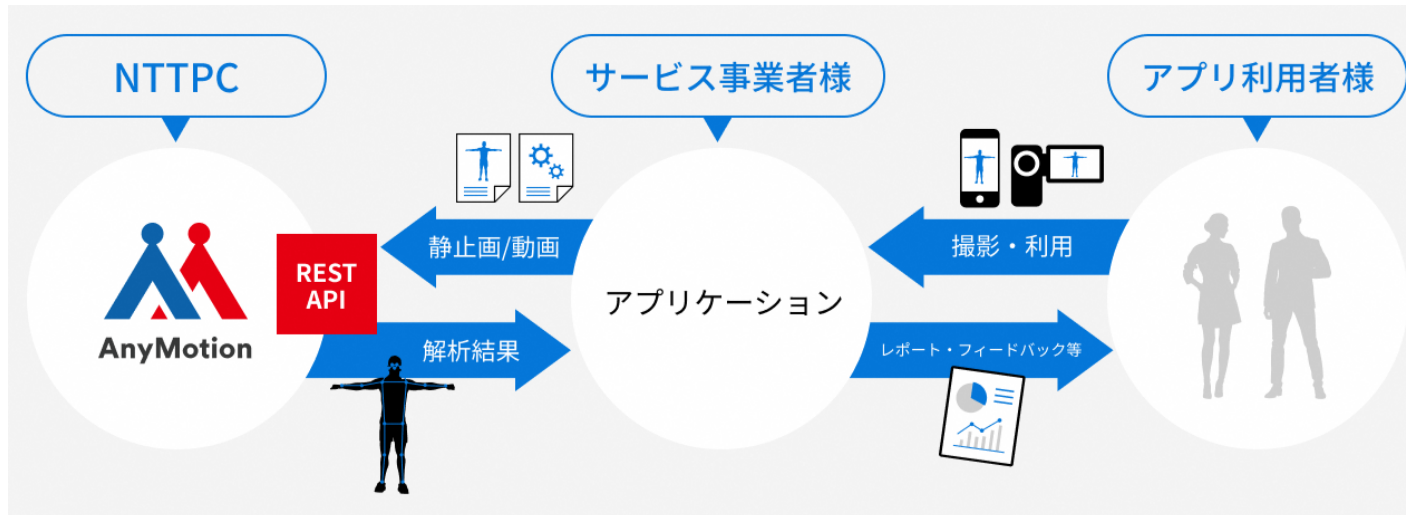 NTTPC
サービス事業者様
アプリ利用者様
静止画/動画
撮影・利用
REST
API
アプリケーション
AnyMotion
解析結果
レポート・フィードバック等